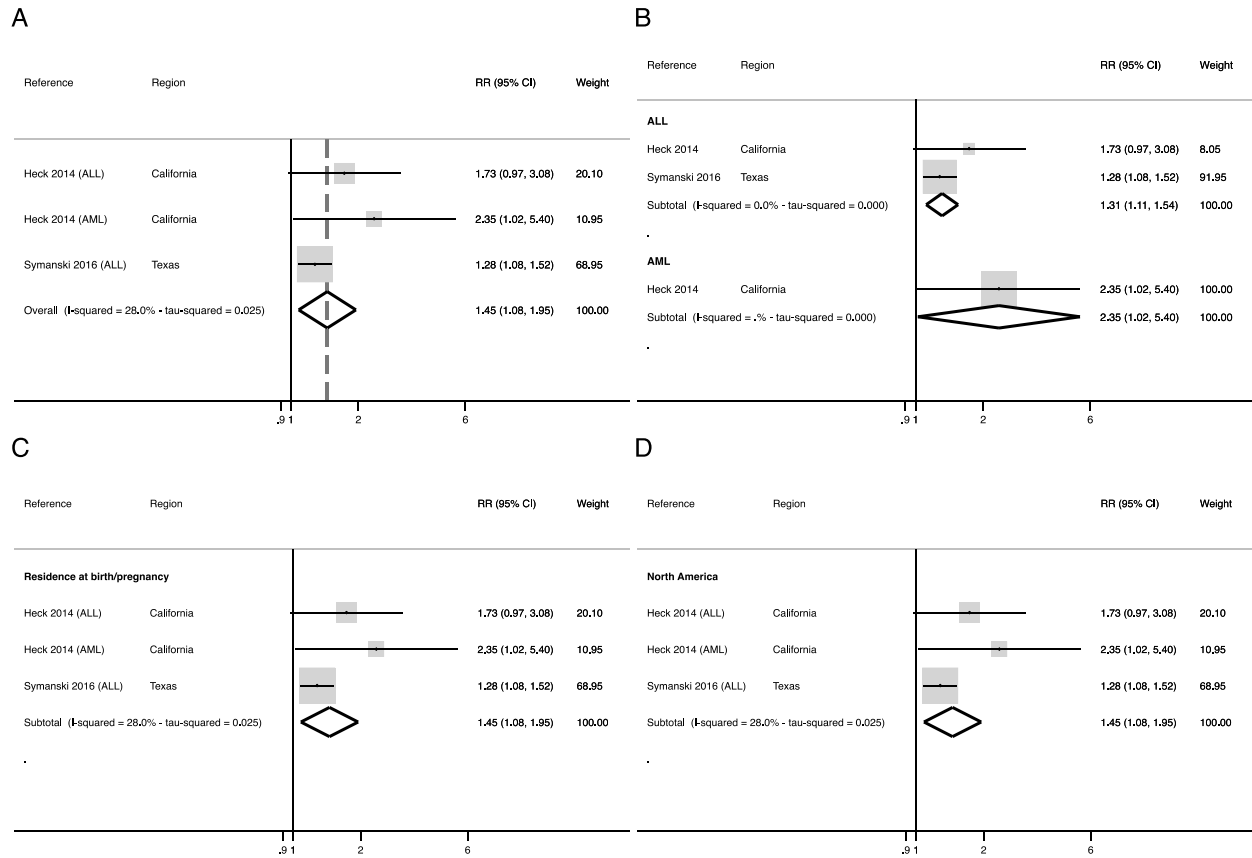 A
Reference Region RR (95% CI) Weight
Heck 2014 (ALL) California 1.73 (0.97, 3.08) 20.10
Heck 2014 (AML) California 2.35 (1.02, 5.40) 10.95
Symanski 2016 (ALL) Texas 1.28 (1.08, 1.52) 68.95
Overall (I-squared = 28.0% - tau-squared = 0.025) 1.45 (1.08, 1.95) 100.00
.9 1 2 6
B
Reference Region RR (95% CI) Weight
ALL
Heck 2014 California 1.73 (0.97, 3.08) 8.05
Symanski 2016 Texas 1.28 (1.08, 1.52) 91.95
Subtotal (I-squared = 0.0% - tau-squared = 0.000) 1.31 (1.11, 1.54) 100.00
.
AML
Heck 2014 California 2.35 (1.02, 5.40) 100.00
Subtotal (I-squared = .% - tau-squared = 0.000) 2.35 (1.02, 5.40) 100.00
.
.9 1 2 6
C
Reference Region RR (95% CI) Weight
Residence at birth/pregnancy
Heck 2014 (ALL) California 1.73 (0.97, 3.08) 20.10
Heck 2014 (AML) California 2.35 (1.02, 5.40) 10.95
Symanski 2016 (ALL) Texas 1.28 (1.08, 1.52) 68.95
Subtotal (I-squared = 28.0% - tau-squared = 0.025) 1.45 (1.08, 1.95) 100.00
.
.9 1 2 6
D
Reference Region RR (95% CI) Weight
North America
Heck 2014 (ALL) California 1.73 (0.97, 3.08) 20.10
Heck 2014 (AML) California 2.35 (1.02, 5.40) 10.95
Symanski 2016 (ALL) Texas 1.28 (1.08, 1.52) 68.95
Subtotal (I-squared = 28.0% - tau-squared = 0.025) 1.45 (1.08, 1.95) 100.00
.
.9 1 2 6